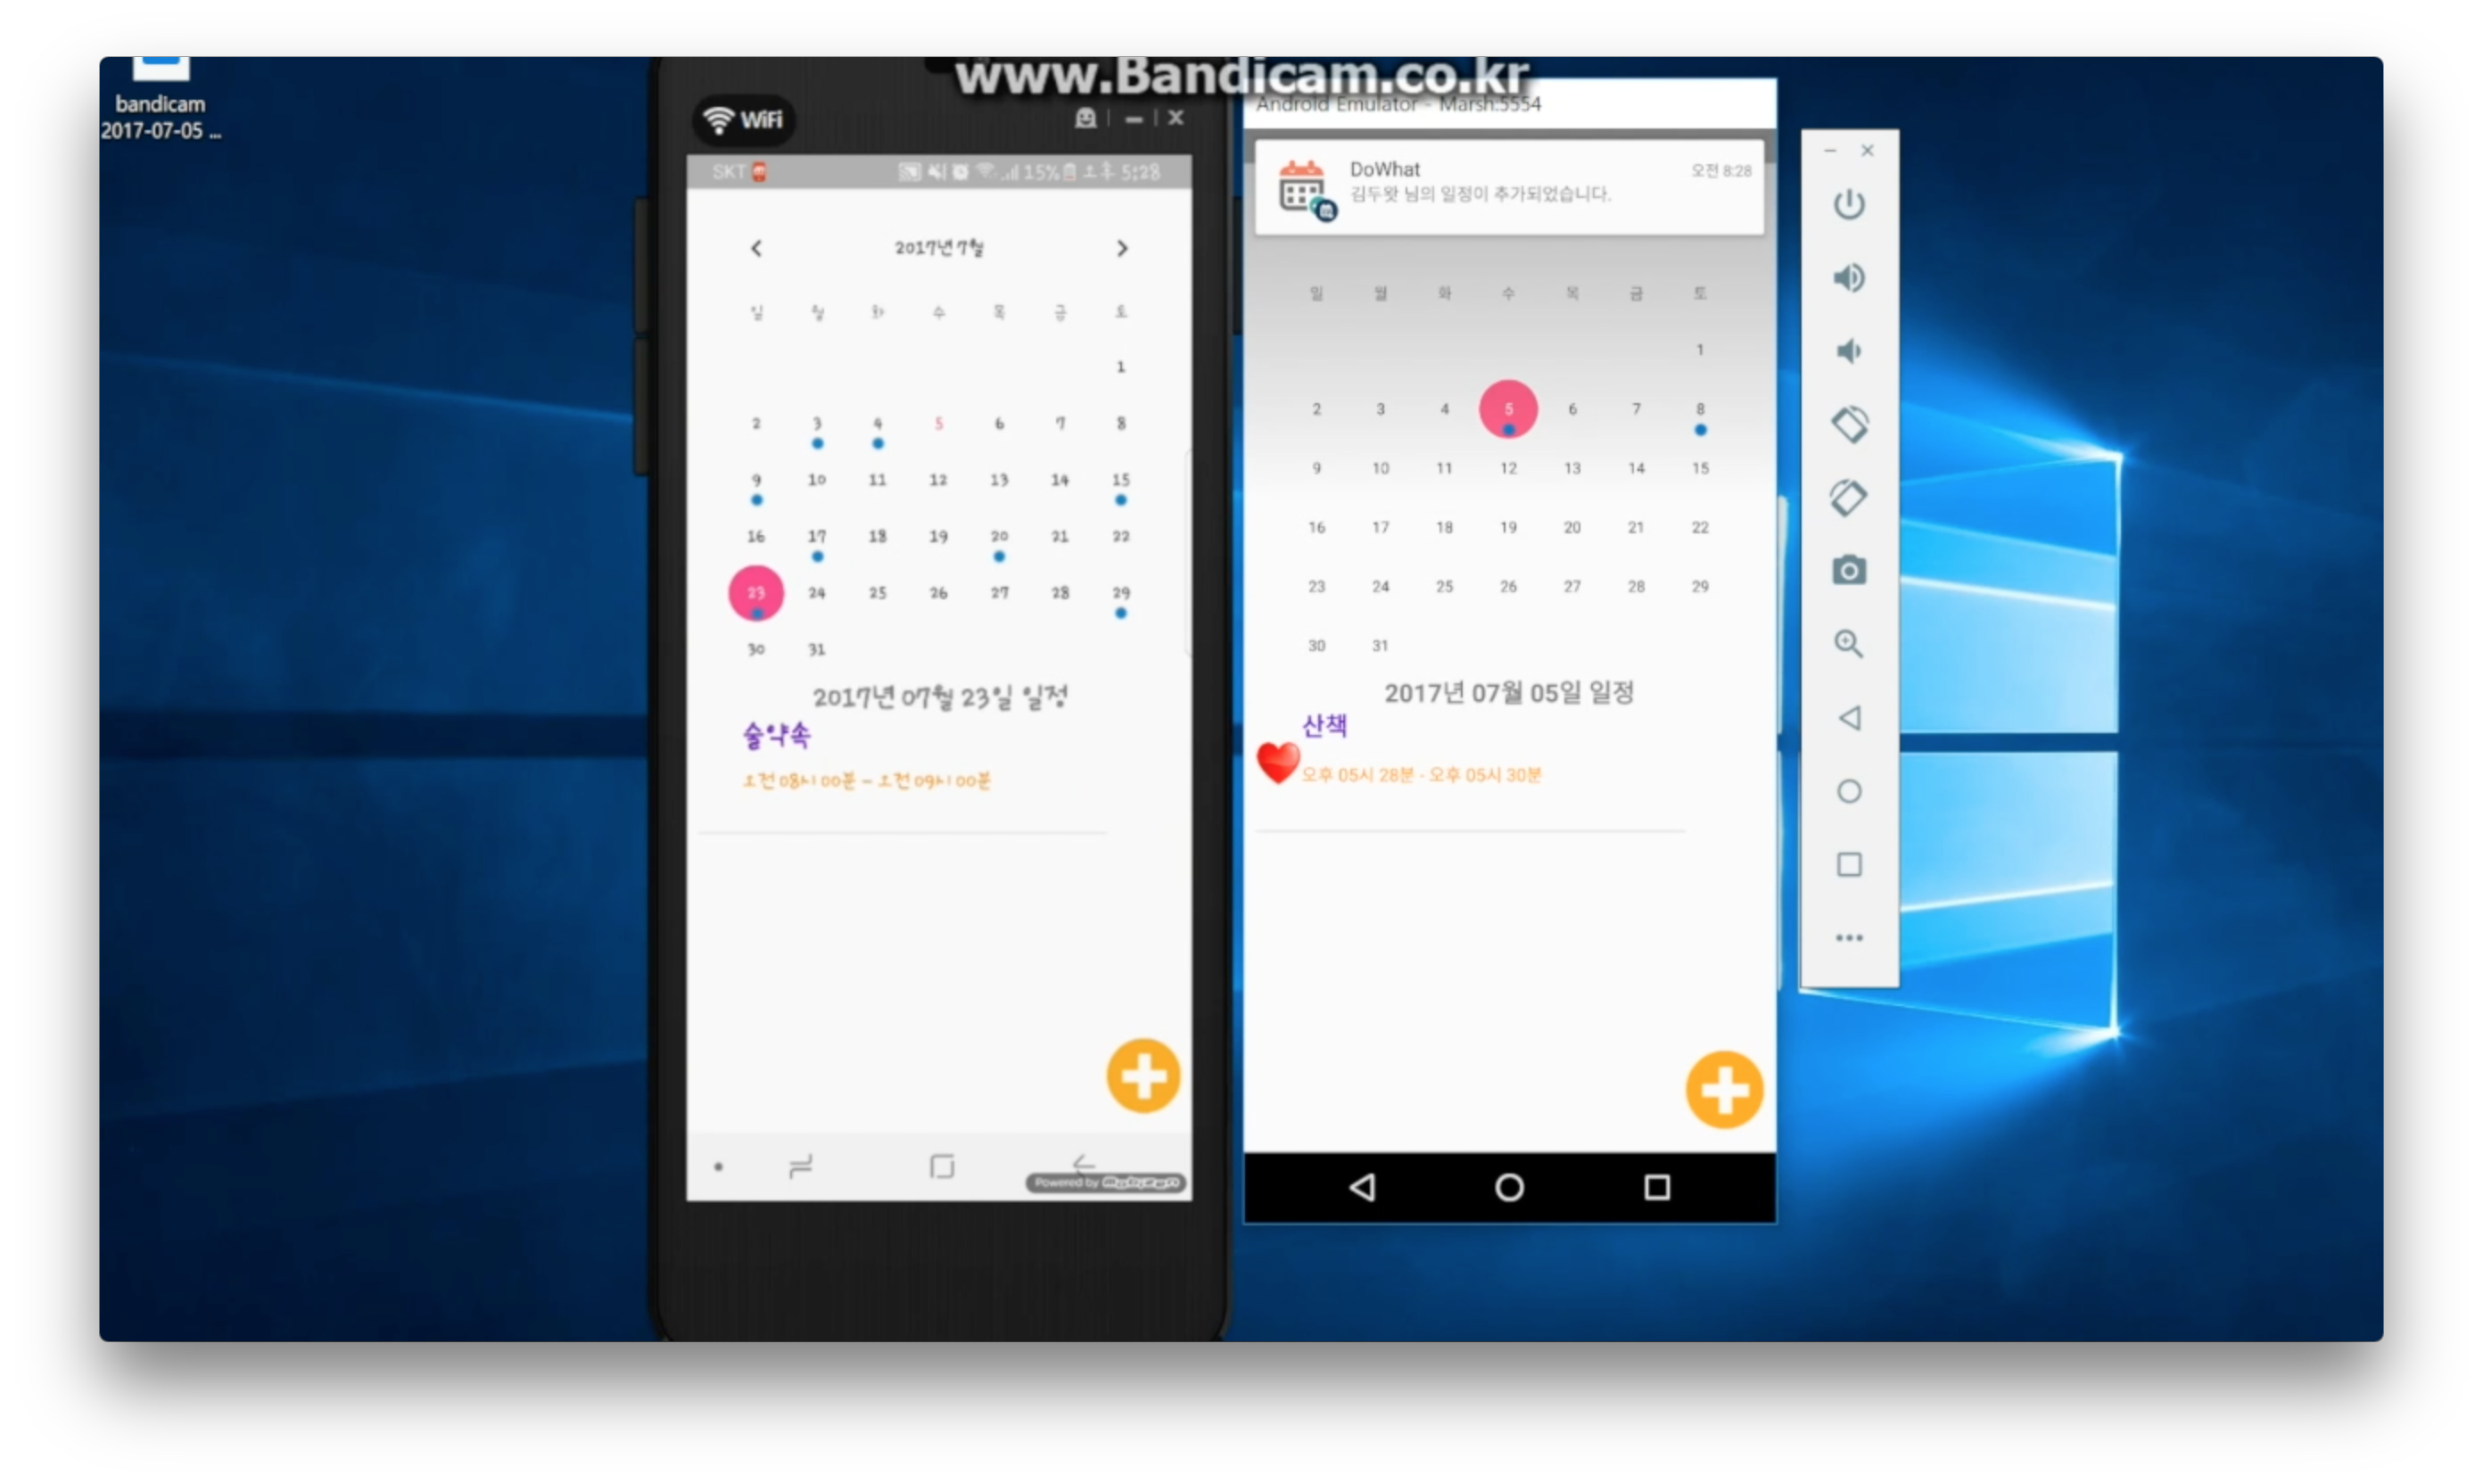 www.Bandicam.co.kr
bandicam
2017-07-05 ...
WiFi
SKT 15% 오후 5:28
2017년 7월
일 월 화 수 목 금 토
1
2 3 4 5 6 7 8
9 10 11 12 13 14 15
16 17 18 19 20 21 22
23 24 25 26 27 28 29
30 31
2017년 07월 23일 일정
술약속
오전 08시 00분 - 오전 09시 00분
Powered by
Android Emulator - Marsh:5554
DoWhat 오전 8:28
김두왓 님의 일정이 추가되었습니다.
일 월 화 수 목 금 토
1
2 3 4 5 6 7 8
9 10 11 12 13 14 15
16 17 18 19 20 21 22
23 24 25 26 27 28 29
30 31
2017년 07월 05일 일정
산책
오후 05시 28분 - 오후 05시 30분